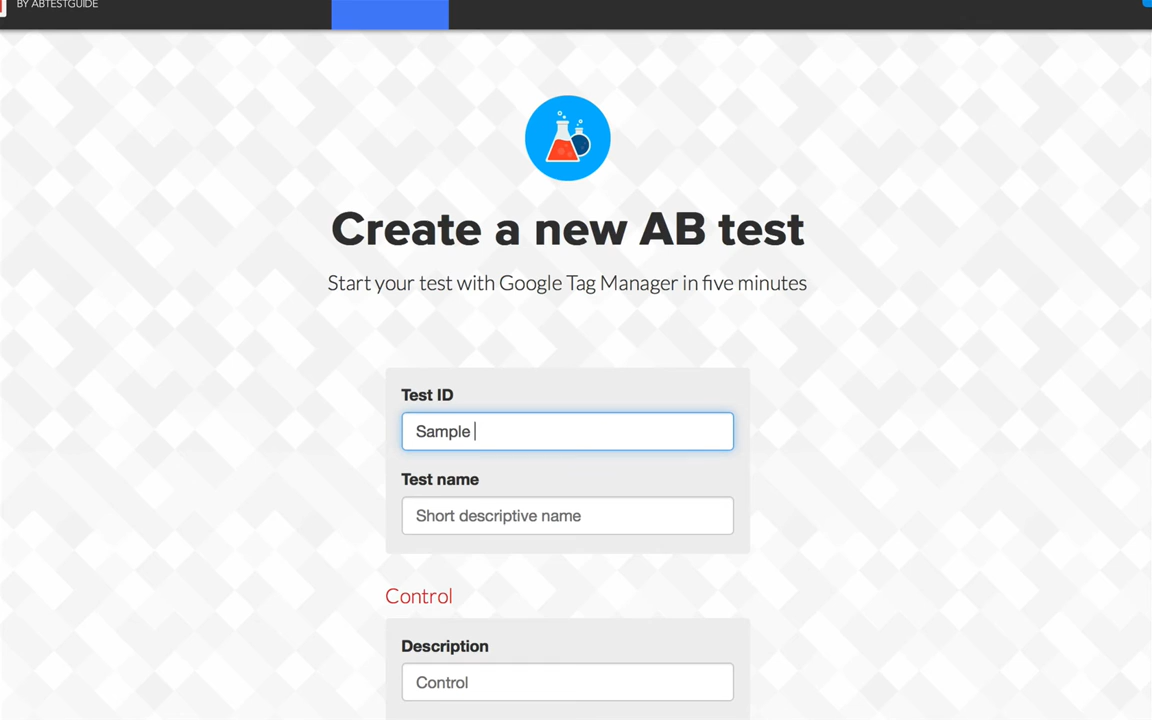 BY ABTESTGUIDE
Create a new AB test
Start your test with Google Tag Manager in five minutes
Test ID
Sample
Test name
Short descriptive name
Control
Description
Control